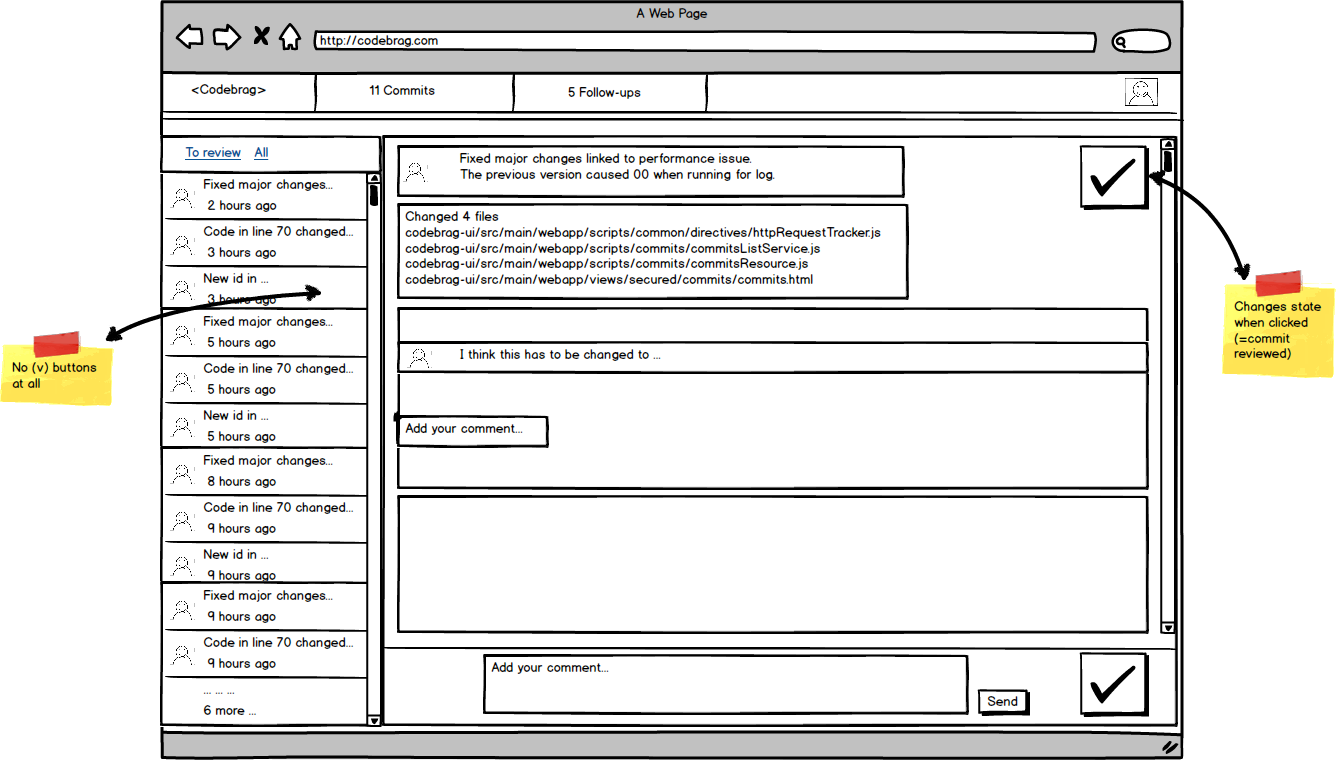 A Web Page
http://codebrag.com
<Codebrag>
11 Commits
5 Follow-ups
To review All
Fixed major changes...
2 hours ago
Code in line 70 changed...
3 hours ago
New id in ...
3 hours ago
Fixed major changes...
5 hours ago
Code in line 70 changed...
5 hours ago
New id in ...
5 hours ago
Fixed major changes...
8 hours ago
Code in line 70 changed...
9 hours ago
New id in ...
9 hours ago
Fixed major changes...
9 hours ago
Code in line 70 changed...
9 hours ago
... ... ...
6 more ...
Fixed major changes linked to performance issue.
The previous version caused 00 when running for log.
Changed 4 files
codebrag-ui/src/main/webapp/scripts/common/directives/httpRequestTracker.js
codebrag-ui/src/main/webapp/scripts/commits/commitsListService.js
codebrag-ui/src/main/webapp/scripts/commits/commitsResource.js
codebrag-ui/src/main/webapp/views/secured/commits/commits.html
I think this has to be changed to ...
Add your comment...
Add your comment...
Send
No (v) buttons
at all
Changes state
when clicked
(=commit
reviewed)